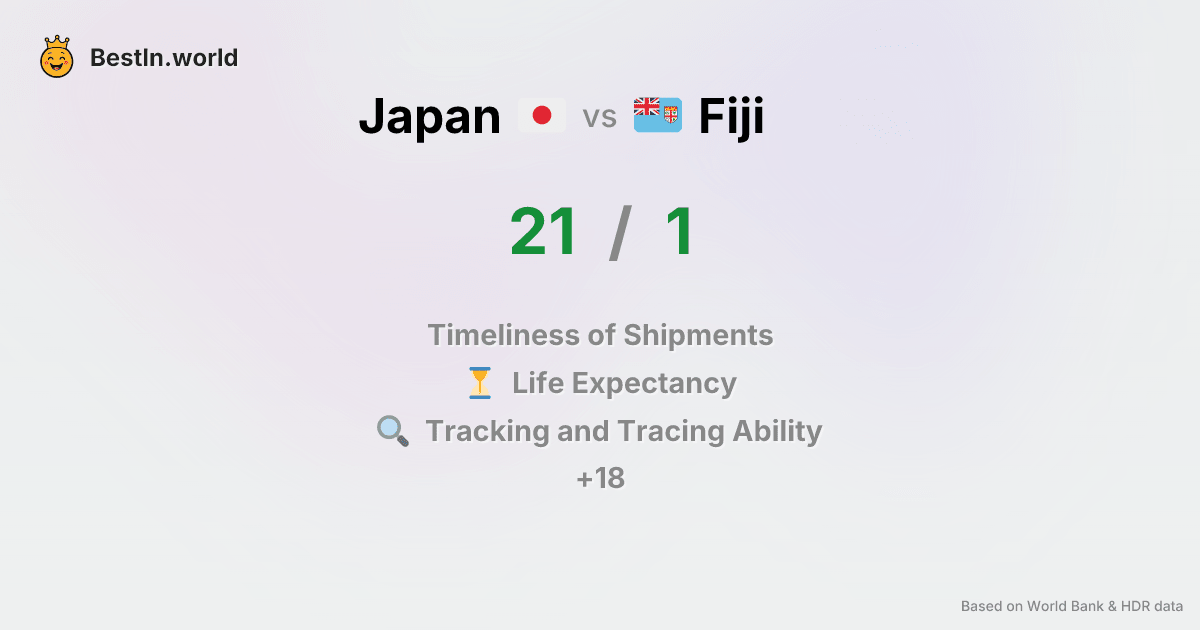 BestIn.world
Japan vs Fiji
21 / 1
Timeliness of Shipments
Life Expectancy
Tracking and Tracing Ability
+18
Based on World Bank & HDR data